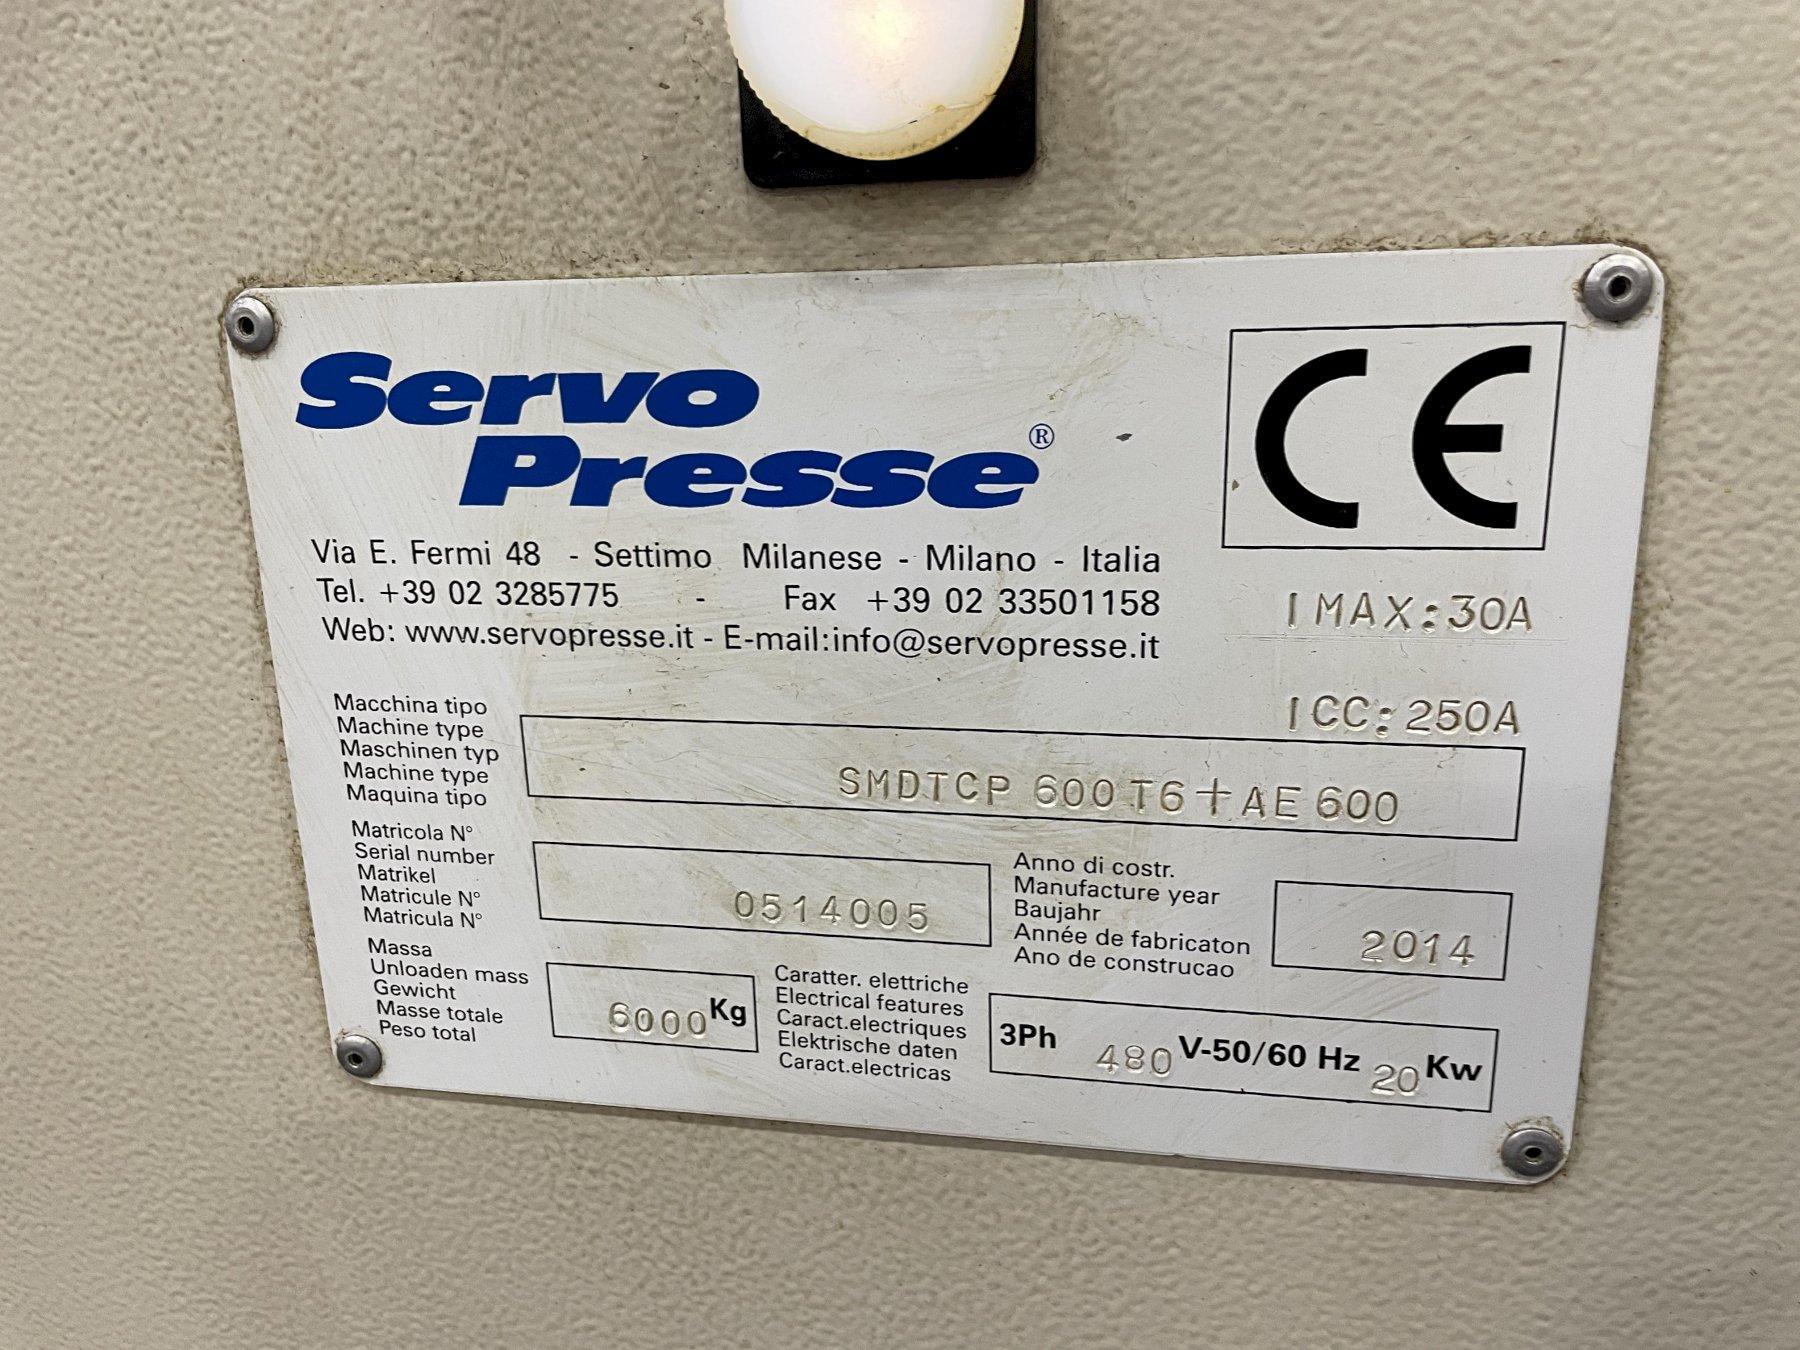 Servo
Presse®
CE
Via E. Fermi 48 - Settimo Milanese - Milano - Italia
Tel. +39 02 3285775 - Fax +39 02 33501158
Web: www.servopresse.it - E-mail:info@servopresse.it
I MAX:30A
I CC:250A
Macchina tipo
Machine type
Maschinen typ
Machine type
Maquina tipo
SMDTCP 600 T6+AE 600
Matricola N°
Serial number
Matrikel
Matricule N°
Matricula N°
0514005
Anno di costr.
Manufacture year
Baujahr
Année de fabricaton
Ano de construcao
2014
Massa
Unloaden mass
Gewicht
Masse totale
Peso total
6000 Kg
Caratter. elettriche
Electrical features
Caract.electriques
Elektrische daten
Caract.electricas
3Ph 480 V-50/60 Hz 20 Kw